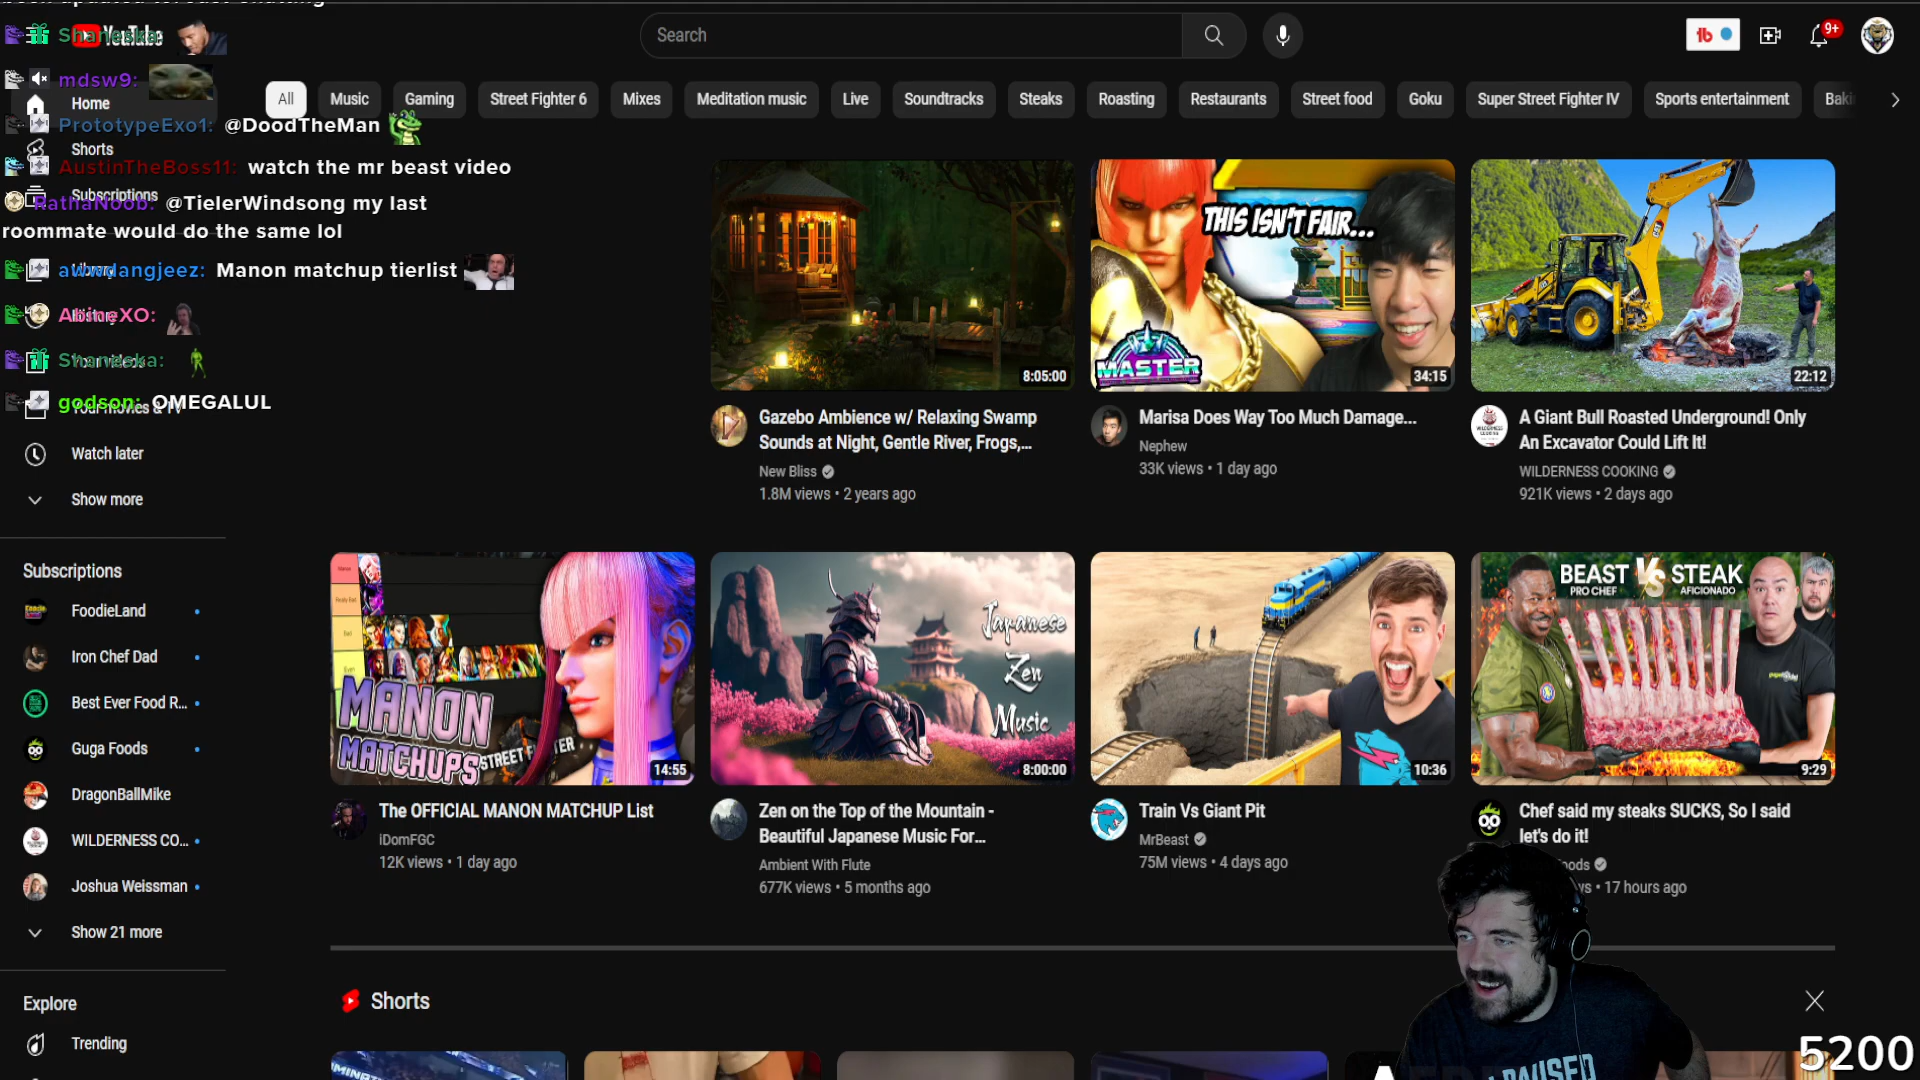 YouTube
Search
9+
Shaneska:
mdsw9:
Home
PrototypeExo1: @DoodTheMan
Shorts
AustinTheBoss11: watch the mr beast video
Subscriptions
RathaNoob: @TielerWindsong my last
roommate would do the same lol
awwdangjeez: Manon matchup tierlist
AbineXO:
Shaneska:
godson: OMEGALUL
Watch later
Show more
All
Music
Gaming
Street Fighter 6
Mixes
Meditation music
Live
Soundtracks
Steaks
Roasting
Restaurants
Street food
Goku
Super Street Fighter IV
Sports entertainment
8:05:00
Gazebo Ambience w/ Relaxing Swamp
Sounds at Night, Gentle River, Frogs,...
New Bliss
1.8M views • 2 years ago
THIS ISN'T FAIR...
MASTER
34:15
Marisa Does Way Too Much Damage...
Nephew
33K views • 1 day ago
22:12
A Giant Bull Roasted Underground! Only
An Excavator Could Lift It!
WILDERNESS COOKING
921K views • 2 days ago
Subscriptions
FoodieLand
Iron Chef Dad
Best Ever Food R...
Guga Foods
DragonBallMike
WILDERNESS CO...
Joshua Weissman
Show 21 more
Explore
Trending
MANON
MATCHUPS
14:55
The OFFICIAL MANON MATCHUP List
iDomFGC
12K views • 1 day ago
Japanese
Zen
Music
8:00:00
Zen on the Top of the Mountain -
Beautiful Japanese Music For...
Ambient With Flute
677K views • 5 months ago
10:36
Train Vs Giant Pit
MrBeast
75M views • 4 days ago
BEAST VS STEAK
PRO CHEF AFICIONADO
9:29
Chef said my steaks SUCKS, So I said
let's do it!
17 hours ago
Shorts
5200